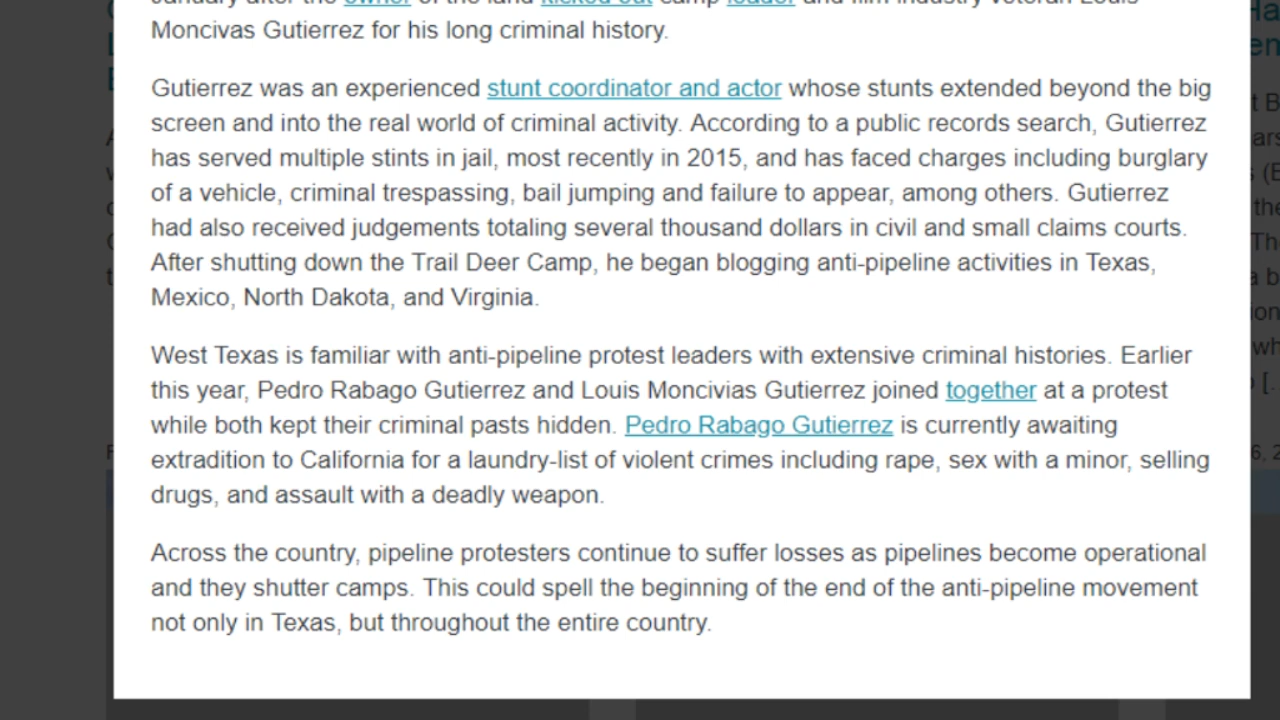 January after the owner of the land kicked out camp leader and film industry veteran Louis
Moncivas Gutierrez for his long criminal history.
Gutierrez was an experienced stunt coordinator and actor whose stunts extended beyond the big
screen and into the real world of criminal activity. According to a public records search, Gutierrez
has served multiple stints in jail, most recently in 2015, and has faced charges including burglary
of a vehicle, criminal trespassing, bail jumping and failure to appear, among others. Gutierrez
had also received judgements totaling several thousand dollars in civil and small claims courts.
After shutting down the Trail Deer Camp, he began blogging anti-pipeline activities in Texas,
Mexico, North Dakota, and Virginia.
West Texas is familiar with anti-pipeline protest leaders with extensive criminal histories. Earlier
this year, Pedro Rabago Gutierrez and Louis Moncivias Gutierrez joined together at a protest
while both kept their criminal pasts hidden. Pedro Rabago Gutierrez is currently awaiting
extradition to California for a laundry-list of violent crimes including rape, sex with a minor, selling
drugs, and assault with a deadly weapon.
Across the country, pipeline protesters continue to suffer losses as pipelines become operational
and they shutter camps. This could spell the beginning of the end of the anti-pipeline movement
not only in Texas, but throughout the entire country.